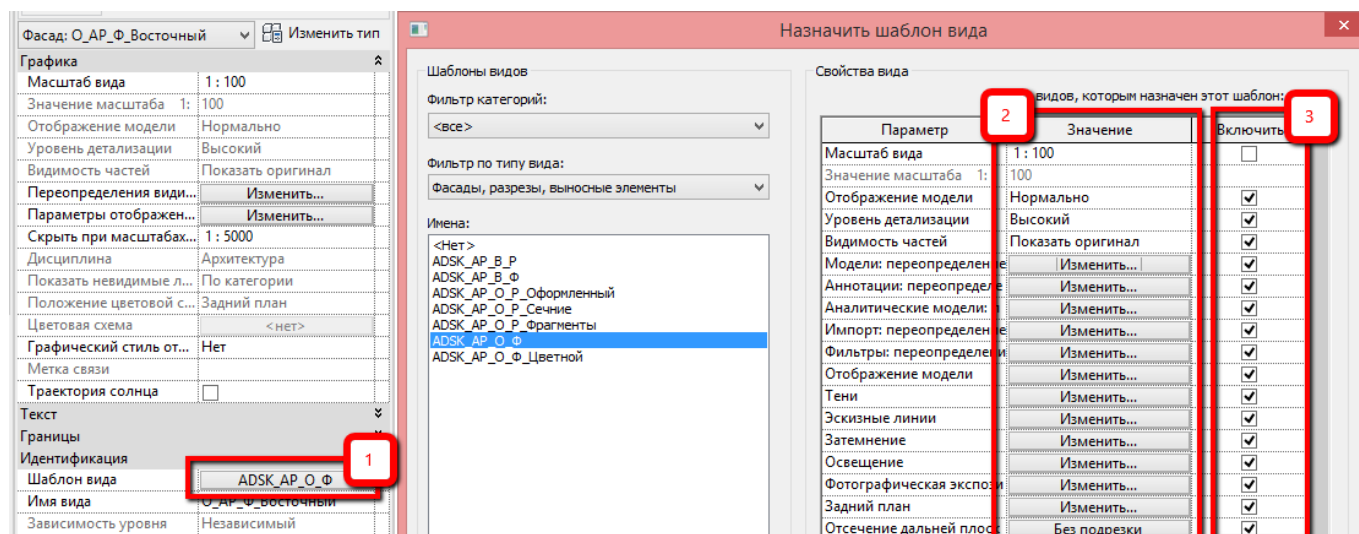 Фасад: О_АР_Ф_Восточный
Изменить тип
Графика
Масштаб вида 1 : 100
Значение масштаба 1: 100
Отображение модели Нормально
Уровень детализации Высокий
Видимость частей Показать оригинал
Переопределения види... Изменить...
Параметры отображен... Изменить...
Скрыть при масштабах... 1 : 5000
Дисциплина Архитектура
Показать невидимые л... По категории
Положение цветовой с... Задний план
Цветовая схема <нет>
Графический стиль от... Нет
Метка связи
Траектория солнца
Текст
Границы
Идентификация
1
Шаблон вида ADSK_АР_О_Ф
Имя вида О_АР_Ф_Восточный
Зависимость уровня Независимый
Назначить шаблон вида
Шаблоны видов
Фильтр категорий:
<все>
Фильтр по типу вида:
Фасады, разрезы, выносные элементы
Имена:
<Нет>
ADSK_АР_В_Р
ADSK_АР_В_Ф
ADSK_АР_О_Р_Оформленный
ADSK_АР_О_Р_Сечние
ADSK_АР_О_Р_Фрагменты
ADSK_АР_О_Ф
ADSK_АР_О_Ф_Цветной
Свойства вида
видов, которым назначен этот шаблон:
2
3
Параметр Значение Включить
Масштаб вида 1 : 100
Значение масштаба 1: 100
Отображение модели Нормально
Уровень детализации Высокий
Видимость частей Показать оригинал
Модели: переопределение Изменить...
Аннотации: переопределе Изменить...
Аналитические модели: Изменить...
Импорт: переопределение Изменить...
Фильтры: переопределени Изменить...
Отображение модели Изменить...
Тени Изменить...
Эскизные линии Изменить...
Затемнение Изменить...
Освещение Изменить...
Фотографическая экспози Изменить...
Задний план Изменить...
Отсечение дальней плоск Без подрезки